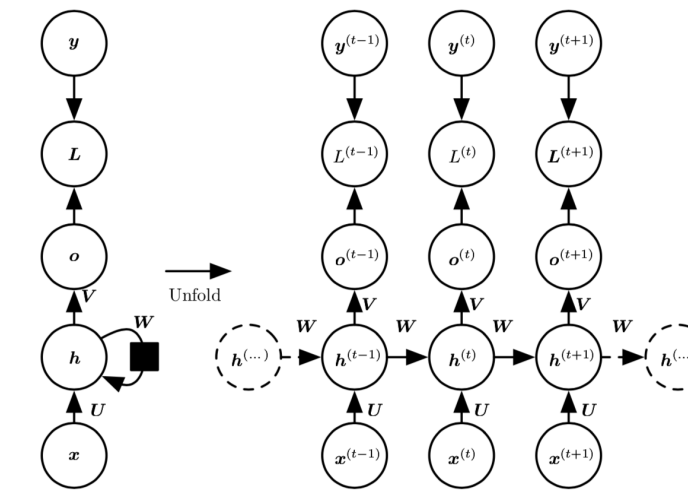 y y^(t−1) y^(t) y^(t+1)
L L^(t−1) L^(t) L^(t+1)
o o^(t−1) o^(t) o^(t+1)
Unfold
V V V V
W W W W W
h h^(...) h^(t−1) h^(t) h^(t+1) h^(...
U U U U
x x^(t−1) x^(t) x^(t+1)